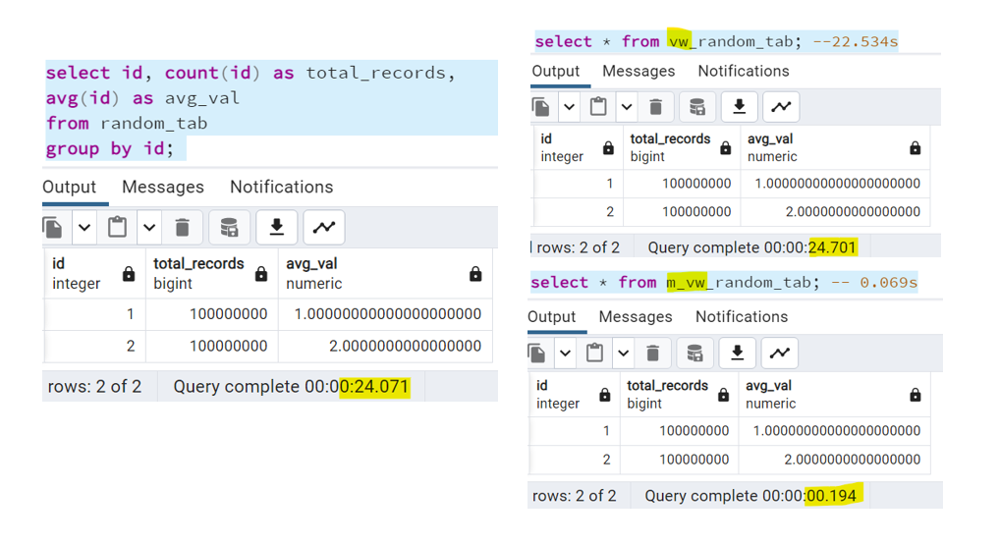 select id, count(id) as total_records,
avg(id) as avg_val
from random_tab
group by id;
Output Messages Notifications
id total_records avg_val
integer bigint numeric
1 100000000 1.00000000000000000000
2 100000000 2.0000000000000000
rows: 2 of 2 Query complete 00:00:24.071
select * from vw_random_tab; --22.534s
Output Messages Notifications
id total_records avg_val
integer bigint numeric
1 100000000 1.00000000000000000000
2 100000000 2.0000000000000000
rows: 2 of 2 Query complete 00:00:24.701
select * from m_vw_random_tab; -- 0.069s
Output Messages Notifications
id total_records avg_val
integer bigint numeric
1 100000000 1.00000000000000000000
2 100000000 2.0000000000000000
rows: 2 of 2 Query complete 00:00:00.194